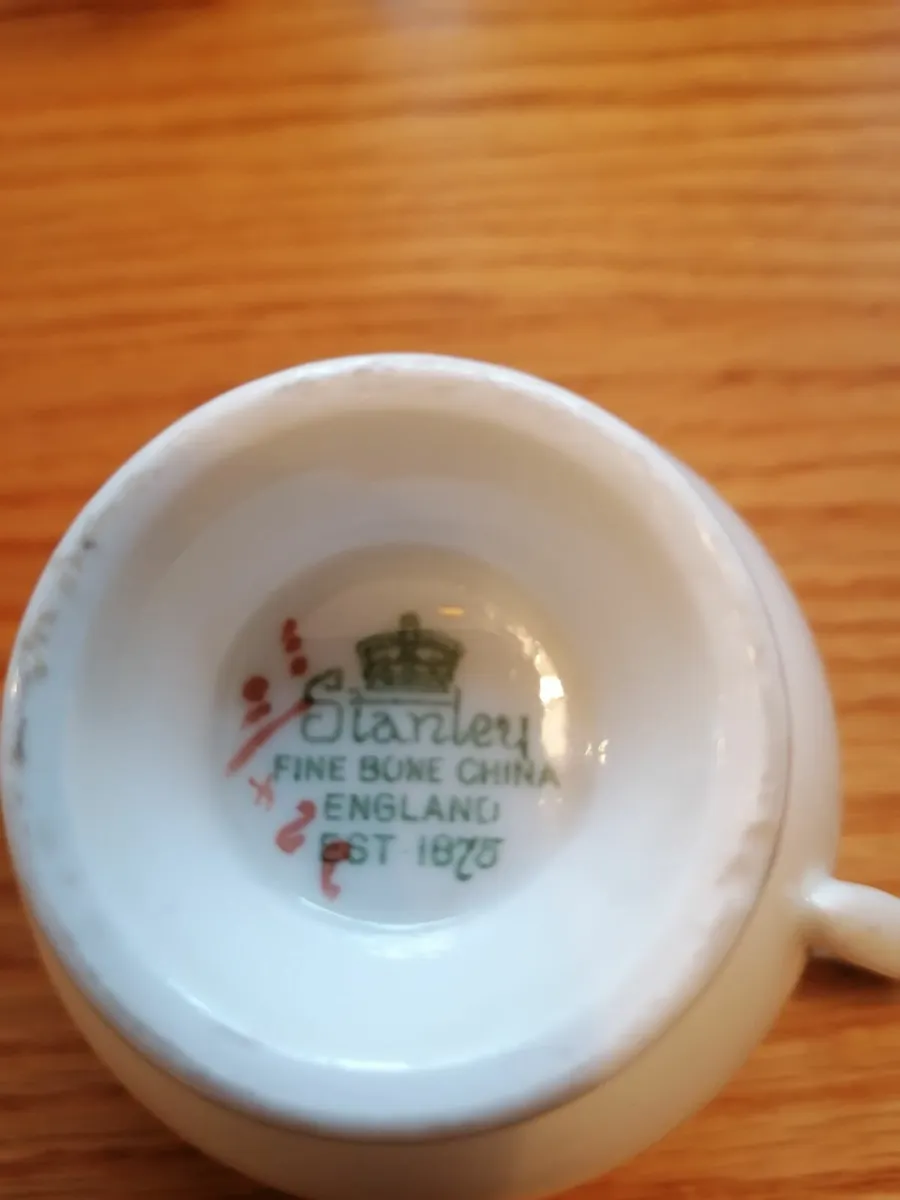 Stanley
FINE BONE CHINA
ENGLAND
EST 1875